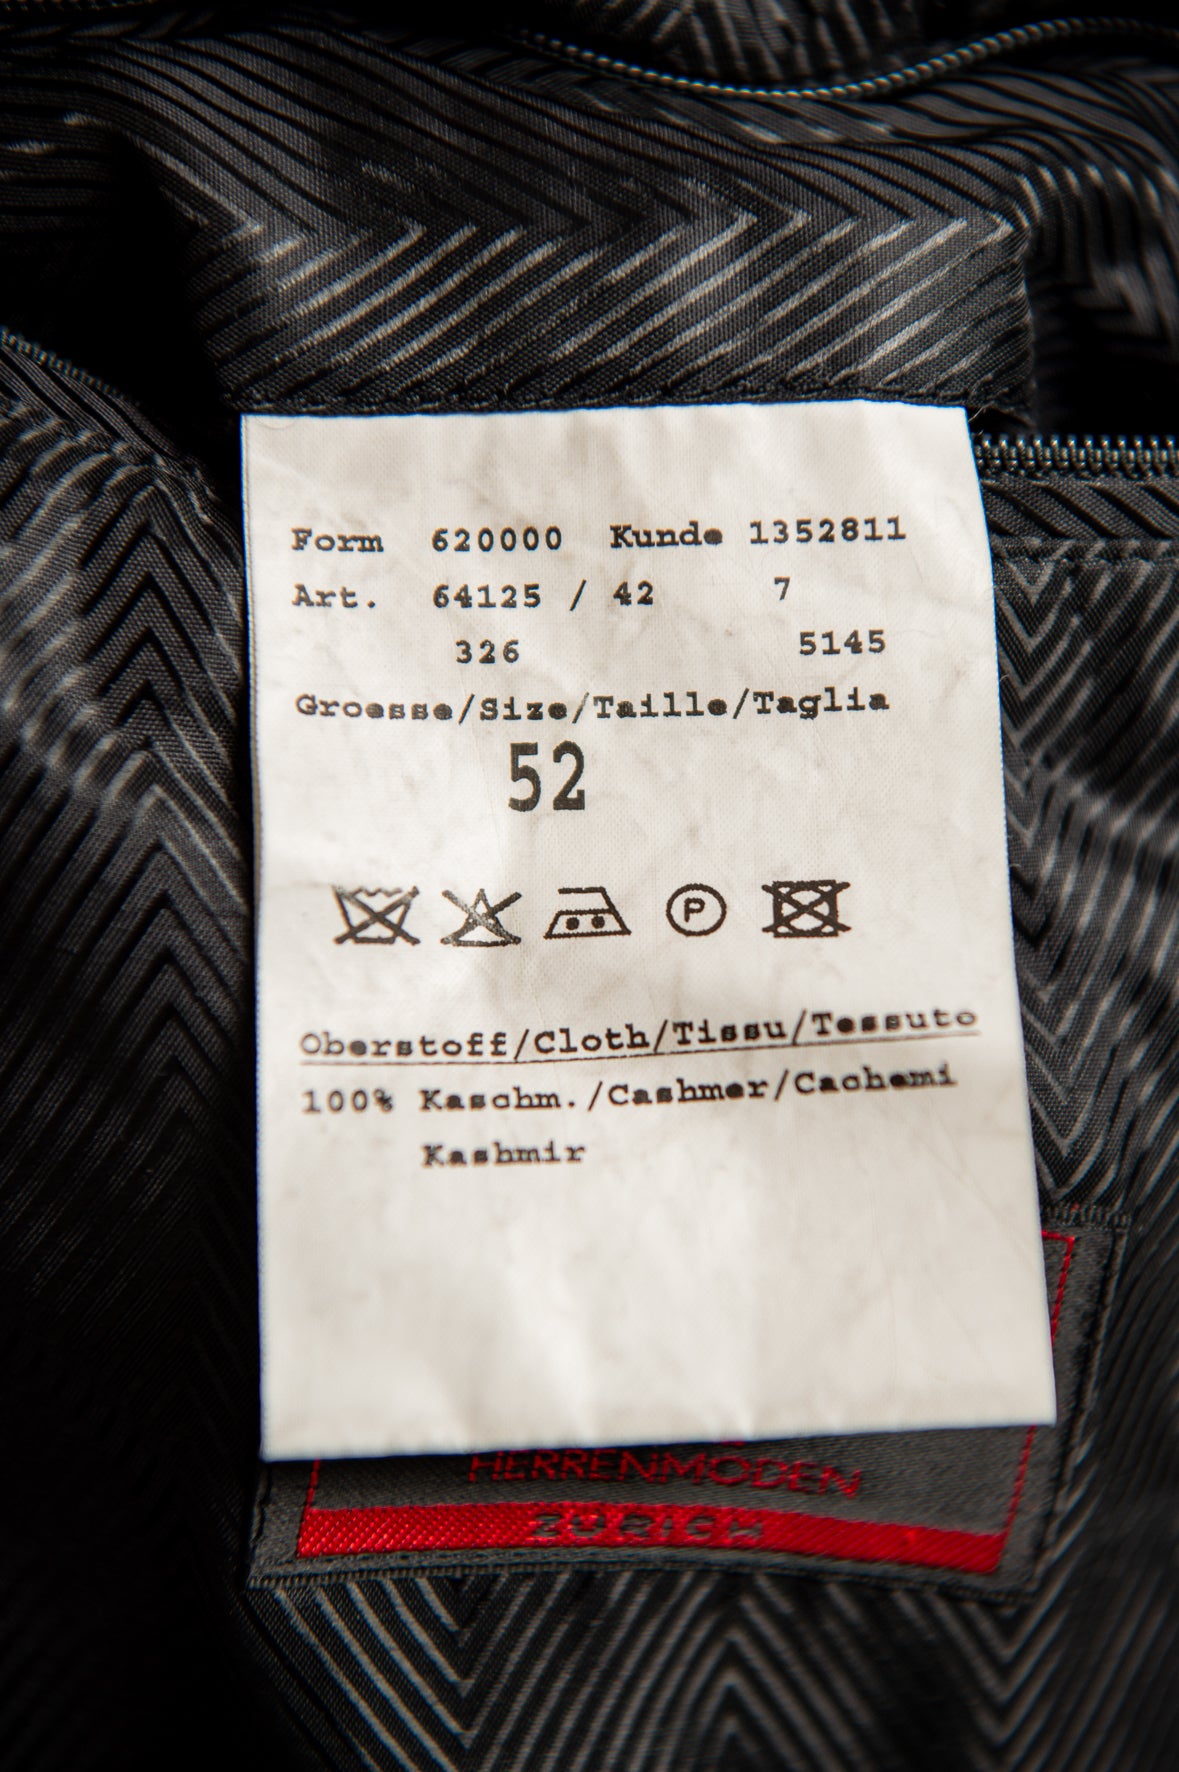 Form 620000 Kunde 1352811
Art. 64125 / 42 7
326 5145
Groesse/Size/Taille/Taglia
52
P
Oberstoff/Cloth/Tissu/Tessuto
100% Kaschm./Cashmer/Cachemi
Kashmir
HERRENMODEN
ZÜRICH